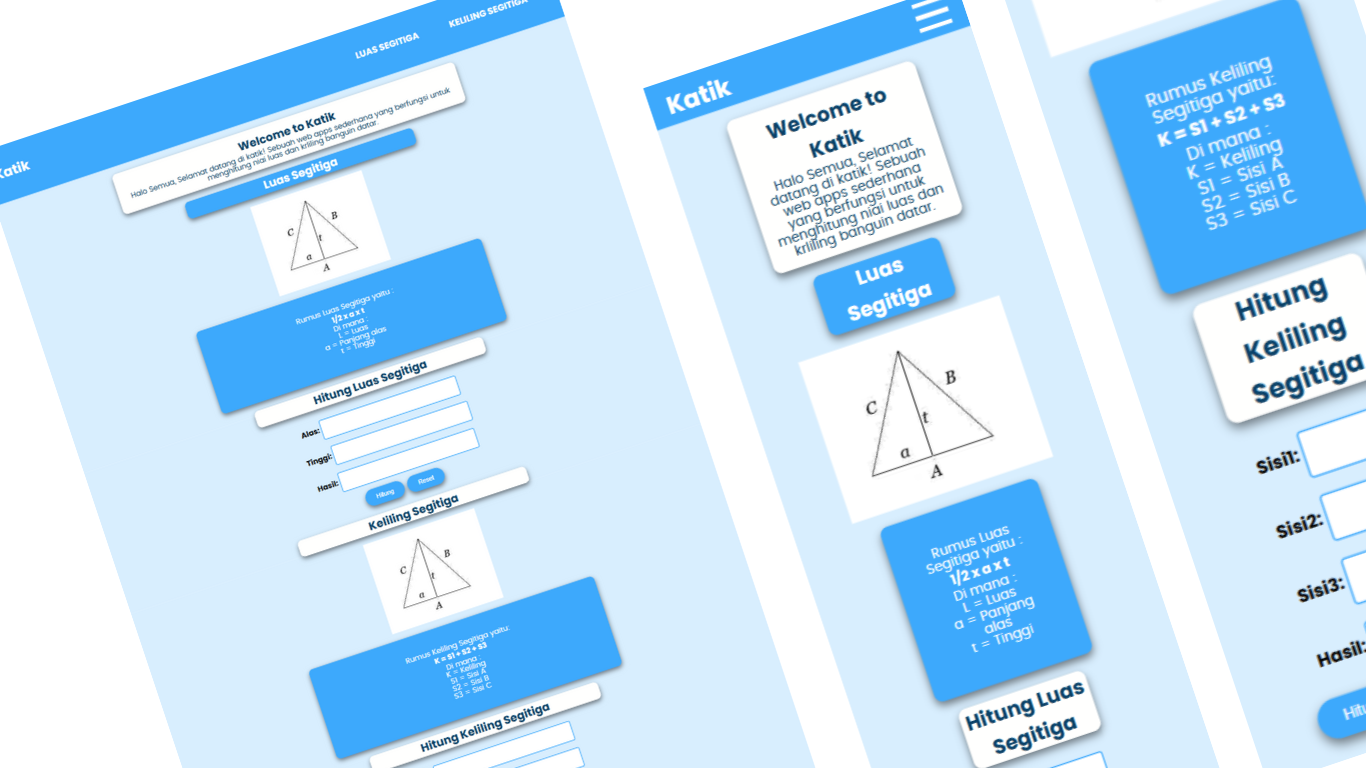 LUAS SEGITIGA
KELILING SEGITIGA
Katik
Welcome to Katik
Halo Semua, Selamat datang di katik! Sebuah web apps sederhana yang berfungsi untuk
menghitung niai luas dan kriling banguin datar.
Luas Segitiga
C
B
t
a
A
Rumus Luas Segitiga yaitu :
1/2 x a x t
Di mana :
L = Luas
a = Panjang alas
t = Tinggi
Hitung Luas Segitiga
Alas:
Tinggi:
Hasil:
Hitung
Reset
Keliling Segitiga
C
B
t
a
A
Rumus Keliling Segitiga yaitu:
K = S1 + S2 + S3
Di mana :
K = Keliling
S1 = Sisi A
S2 = Sisi B
S3 = Sisi C
Hitung Keliling Segitiga
Katik
Welcome to
Katik
Halo Semua, Selamat
datang di katik! Sebuah
web apps sederhana
yang berfungsi untuk
menghitung niai luas dan
kriling banguin datar.
Luas
Segitiga
C
B
t
a
A
Rumus Luas
Segitiga yaitu :
1/2 x a x t
Di mana :
L = Luas
a = Panjang
alas
t = Tinggi
Hitung Luas
Segitiga
Rumus Keliling
Segitiga yaitu:
K = S1 + S2 + S3
Di mana :
K = Keliling
S1 = Sisi A
S2 = Sisi B
S3 = Sisi C
Hitung
Keliling
Segitiga
Sisi1:
Sisi2:
Sisi3:
Hasil: